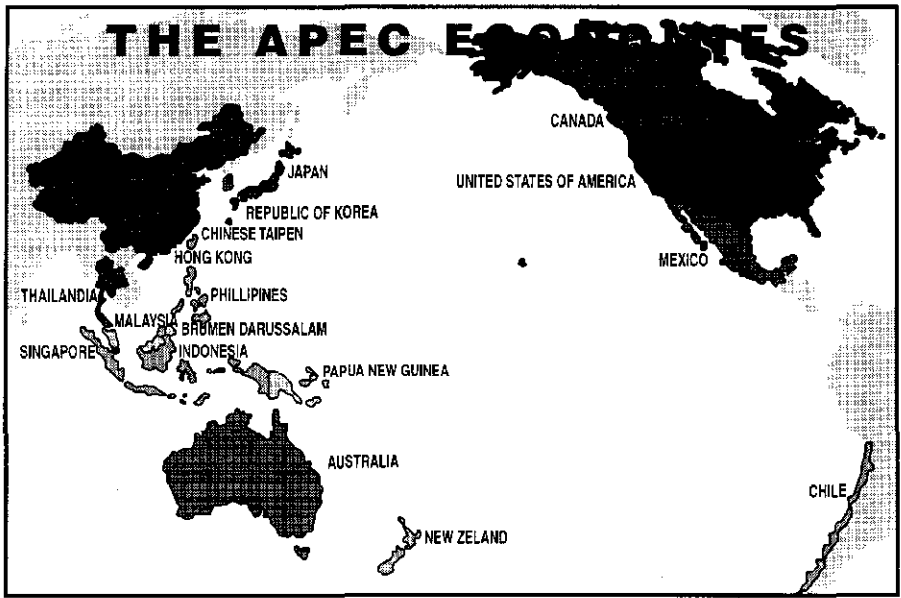 THE APEC ECONOMIES
CANADA
JAPAN
UNITED STATES OF AMERICA
REPUBLIC OF KOREA
CHINESE TAIPEN
HONG KONG
MEXICO
THAILANDIA
PHILLIPINES
MALAYSIA
BRUMEN DARUSSALAM
SINGAPORE
INDONESIA
PAPUA NEW GUINEA
AUSTRALIA
CHILE
NEW ZELAND